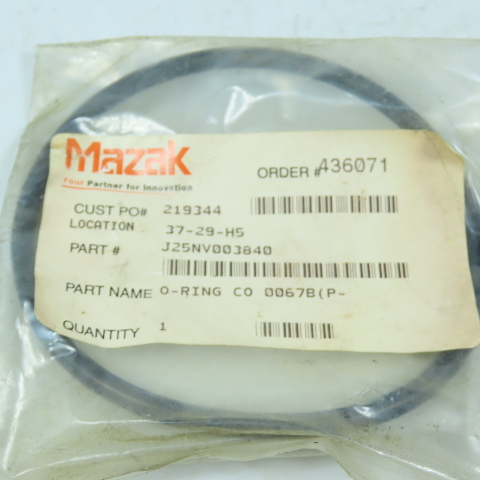 Mazak
Your Partner for Innovation
ORDER # 436071
CUST PO# 219344
LOCATION 37-29-H5
PART # J25NV003840
PART NAME O-RING CO 0067B(P-
QUANTITY 1